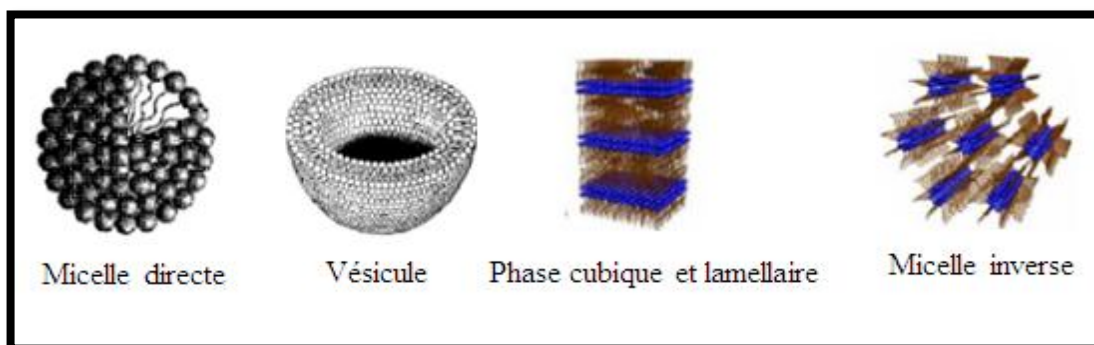 Micelle directe
Vésicule
Phase cubique et lamellaire
Micelle inverse